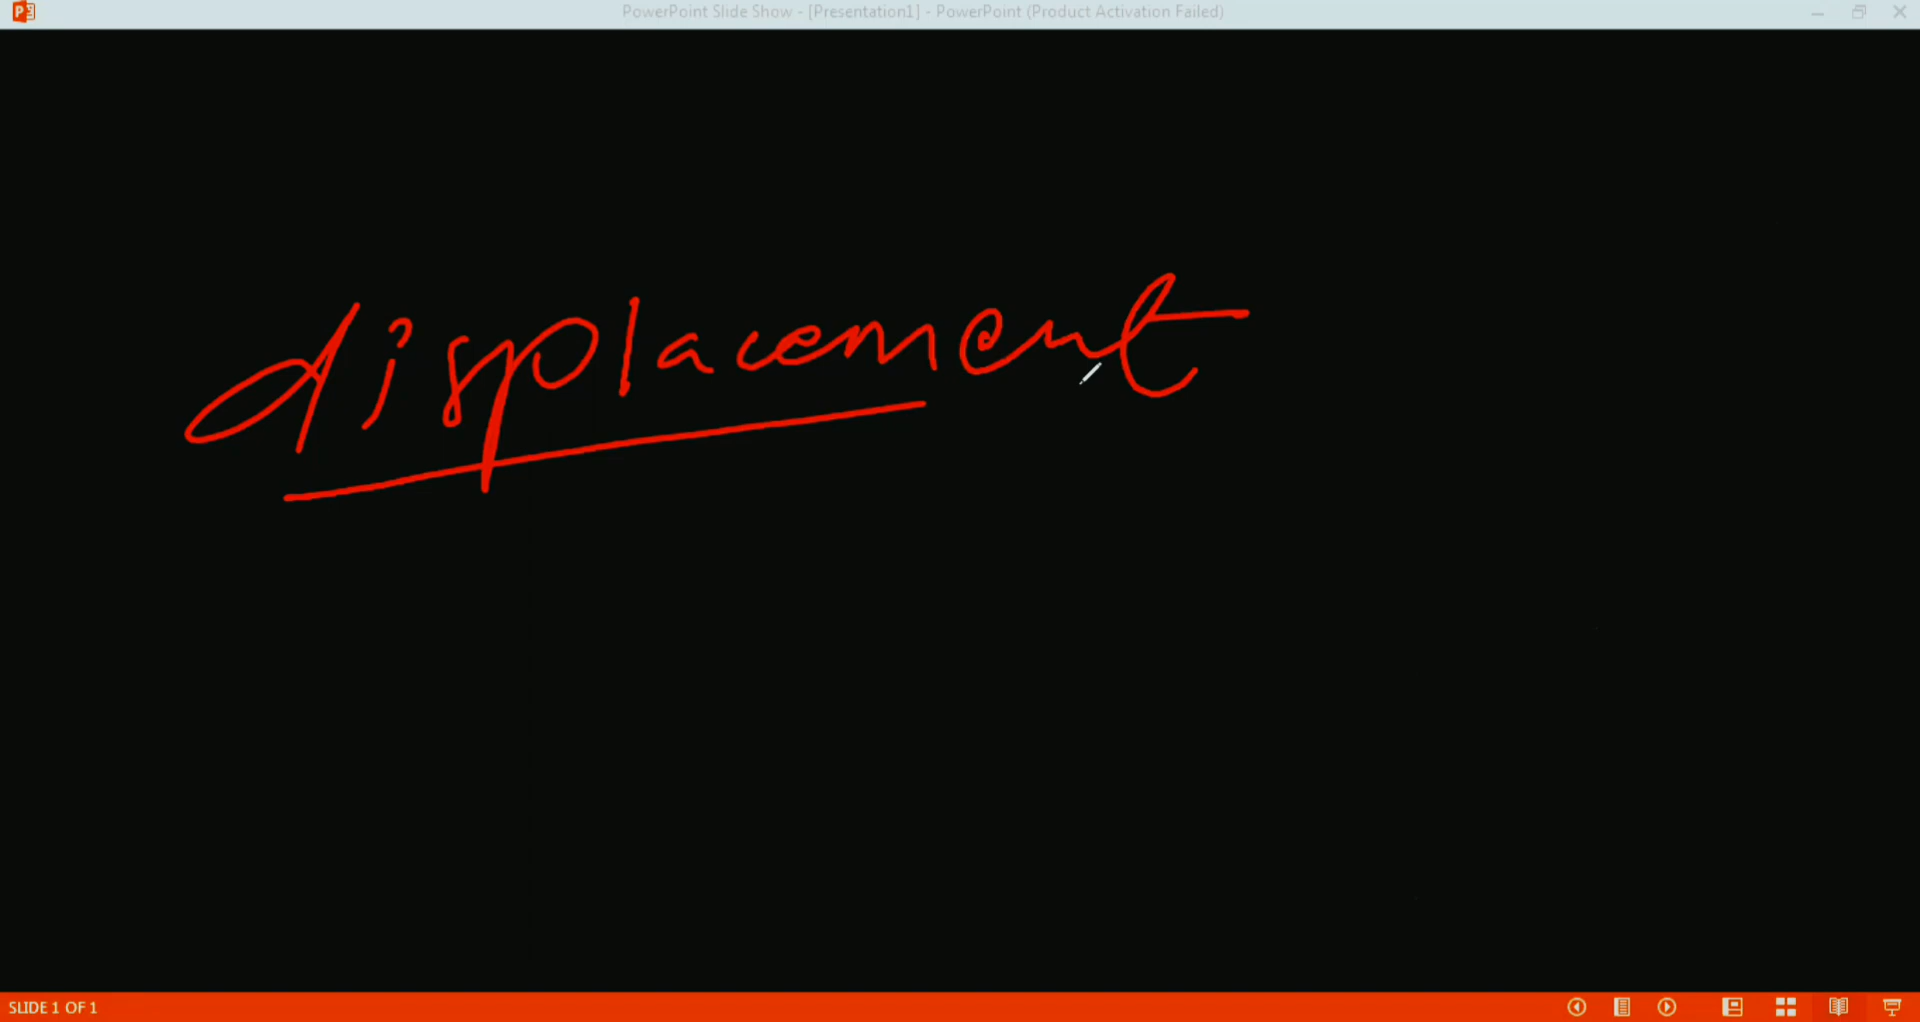 PowerPoint Slide Show - [Presentation1] - PowerPoint (Product Activation Failed)
displacement
SLIDE 1 OF 1